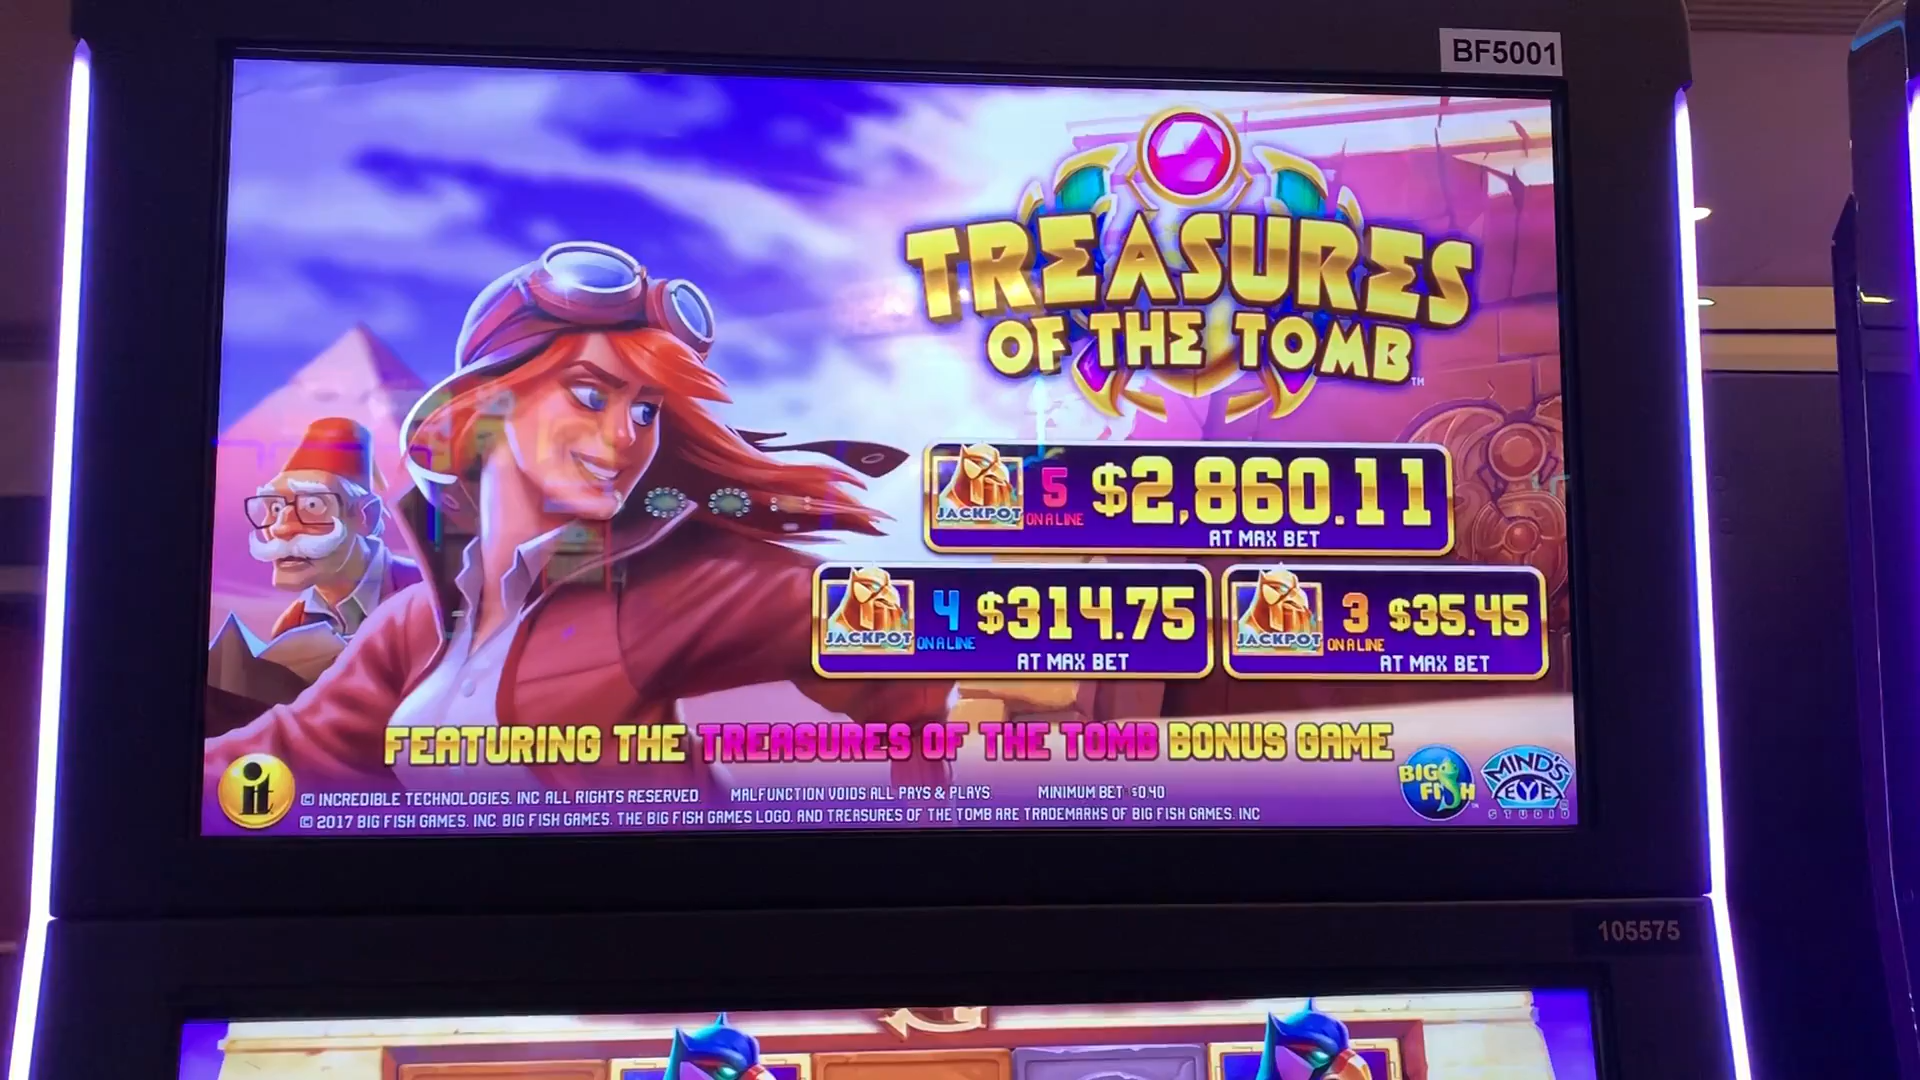 BF5001
TREASURES
OF THE TOMB™
JACKPOT 5 ON A LINE $2,860.11
AT MAX BET
JACKPOT 4 ON A LINE $314.75
AT MAX BET
JACKPOT 3 ON A LINE $35.45
AT MAX BET
FEATURING THE TREASURES OF THE TOMB BONUS GAME
it
© INCREDIBLE TECHNOLOGIES, INC ALL RIGHTS RESERVED. MALFUNCTION VOIDS ALL PAYS & PLAYS MINIMUM BET $0.40
© 2017 BIG FISH GAMES, INC BIG FISH GAMES, THE BIG FISH GAMES LOGO, AND TREASURES OF THE TOMB ARE TRADEMARKS OF BIG FISH GAMES, INC
BIG FISH™
MIND'S EYE
STUDIO
105575